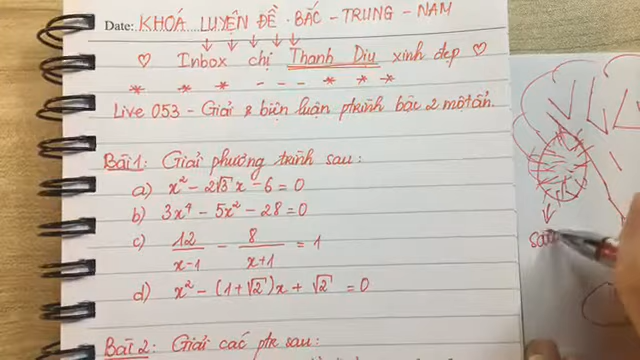 Date: KHOÁ LUYỆN ĐỀ BẮC - TRUNG - NAM
♡ Inbox chị Thanh Dịu xinh đẹp ♡
* * * - - - * * *
Live 053 - Giải & biện luận ptrình bậc 2 một ẩn.
Bài 1: Giải phương trình sau:
a) x² - 2√3 x - 6 = 0
b) 3x⁴ - 5x² - 28 = 0
c) 12/(x-1) - 8/(x+1) = 1
d) x² - (1+√2)x + √2 = 0
Bài 2: Giải các ptr sau: